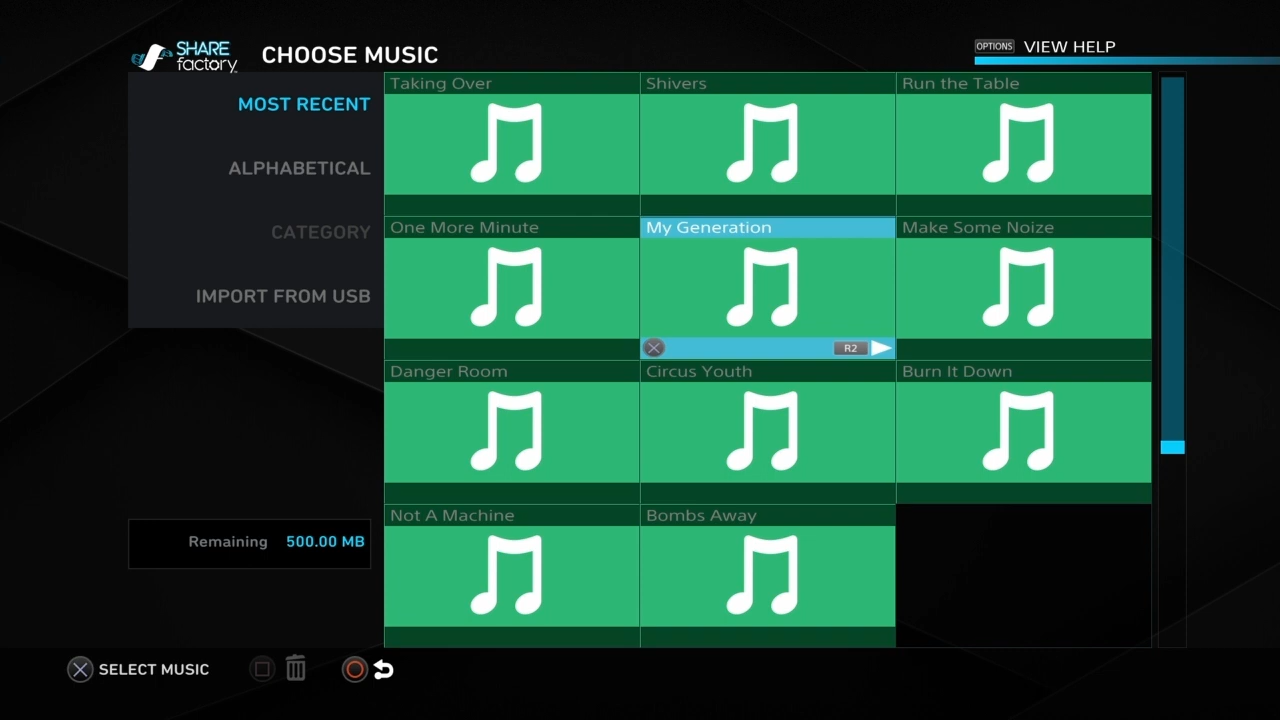 SHARE
factory™
CHOOSE MUSIC
OPTIONS VIEW HELP
MOST RECENT
ALPHABETICAL
CATEGORY
IMPORT FROM USB
Taking Over
Shivers
Run the Table
One More Minute
My Generation
Make Some Noize
R2
Danger Room
Circus Youth
Burn It Down
Not A Machine
Bombs Away
Remaining 500.00 MB
SELECT MUSIC